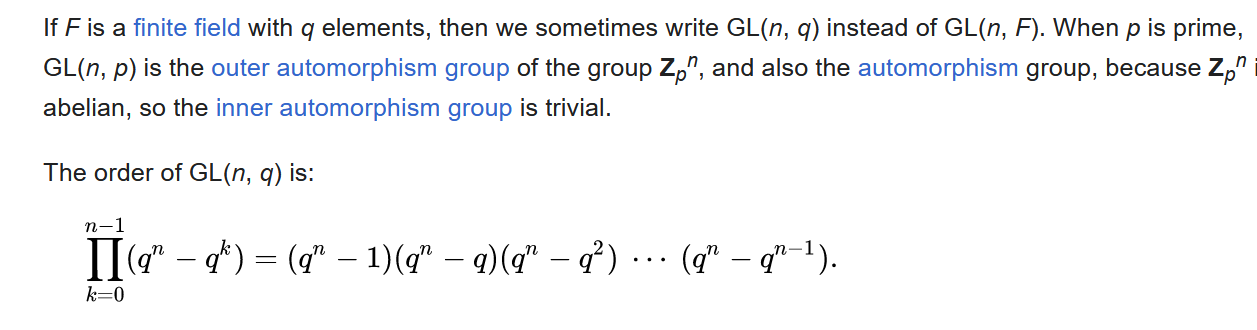 If F is a finite field with q elements, then we sometimes write GL(n, q) instead of GL(n, F). When p is prime,
GL(n, p) is the outer automorphism group of the group Zₚⁿ, and also the automorphism group, because Zₚⁿ
abelian, so the inner automorphism group is trivial.
The order of GL(n, q) is:
∏_{k=0}^{n−1}(qⁿ − qᵏ) = (qⁿ − 1)(qⁿ − q)(qⁿ − q²) ⋯ (qⁿ − qⁿ⁻¹).